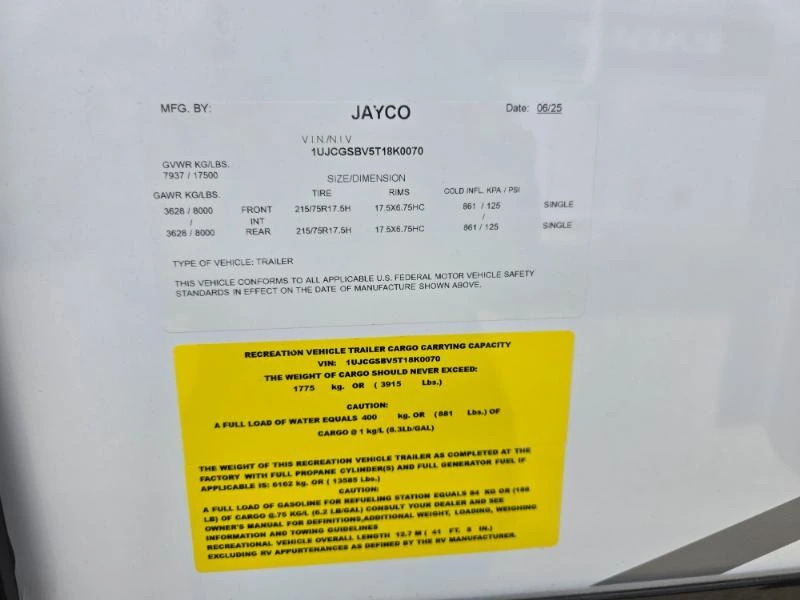 MFG. BY: JAYCO Date: 06/25
V I N / N I V
1UJCGSBV5T18K0070
GVWR KG/LBS.
7937 / 17500
SIZE/DIMENSION
GAWR KG/LBS. TIRE RIMS COLD INFL. KPA / PSI
3628 / 8000 FRONT 215/75R17.5H 17.5X6.75HC 861 / 125 SINGLE
/ INT /
3628 / 8000 REAR 215/75R17.5H 17.5X6.75HC 861 / 125 SINGLE
TYPE OF VEHICLE: TRAILER
THIS VEHICLE CONFORMS TO ALL APPLICABLE U.S. FEDERAL MOTOR VEHICLE SAFETY
STANDARDS IN EFFECT ON THE DATE OF MANUFACTURE SHOWN ABOVE.
RECREATION VEHICLE TRAILER CARGO CARRYING CAPACITY
VIN: 1UJCGSBV5T18K0070
THE WEIGHT OF CARGO SHOULD NEVER EXCEED:
1775 kg. OR ( 3915 Lbs.)
CAUTION:
A FULL LOAD OF WATER EQUALS 400 kg. OR (881 Lbs.) OF
CARGO @ 1 kg/L (8.3Lb/GAL)
THE WEIGHT OF THIS RECREATION VEHICLE TRAILER AS COMPLETED AT THE
FACTORY WITH FULL PROPANE CYLINDER(S) AND FULL GENERATOR FUEL IF
APPLICABLE IS: 6162 kg. OR ( 13585 Lbs.)
CAUTION:
A FULL LOAD OF GASOLINE FOR REFUELING STATION EQUALS 84 KG OR (186
LB) OF CARGO @.75 KG/L (6.2 LB/GAL) CONSULT YOUR DEALER AND SEE
OWNER'S MANUAL FOR DEFINITIONS,ADDITIONAL WEIGHT, LOADING, WEIGHING
INFORMATION AND TOWING GUIDELINES
RECREATIONAL VEHICLE OVERALL LENGTH 12.7 M ( 41 FT. 8 IN.)
EXCLUDING RV APPURTENANCES AS DEFINED BY THE RV MANUFACTURER.